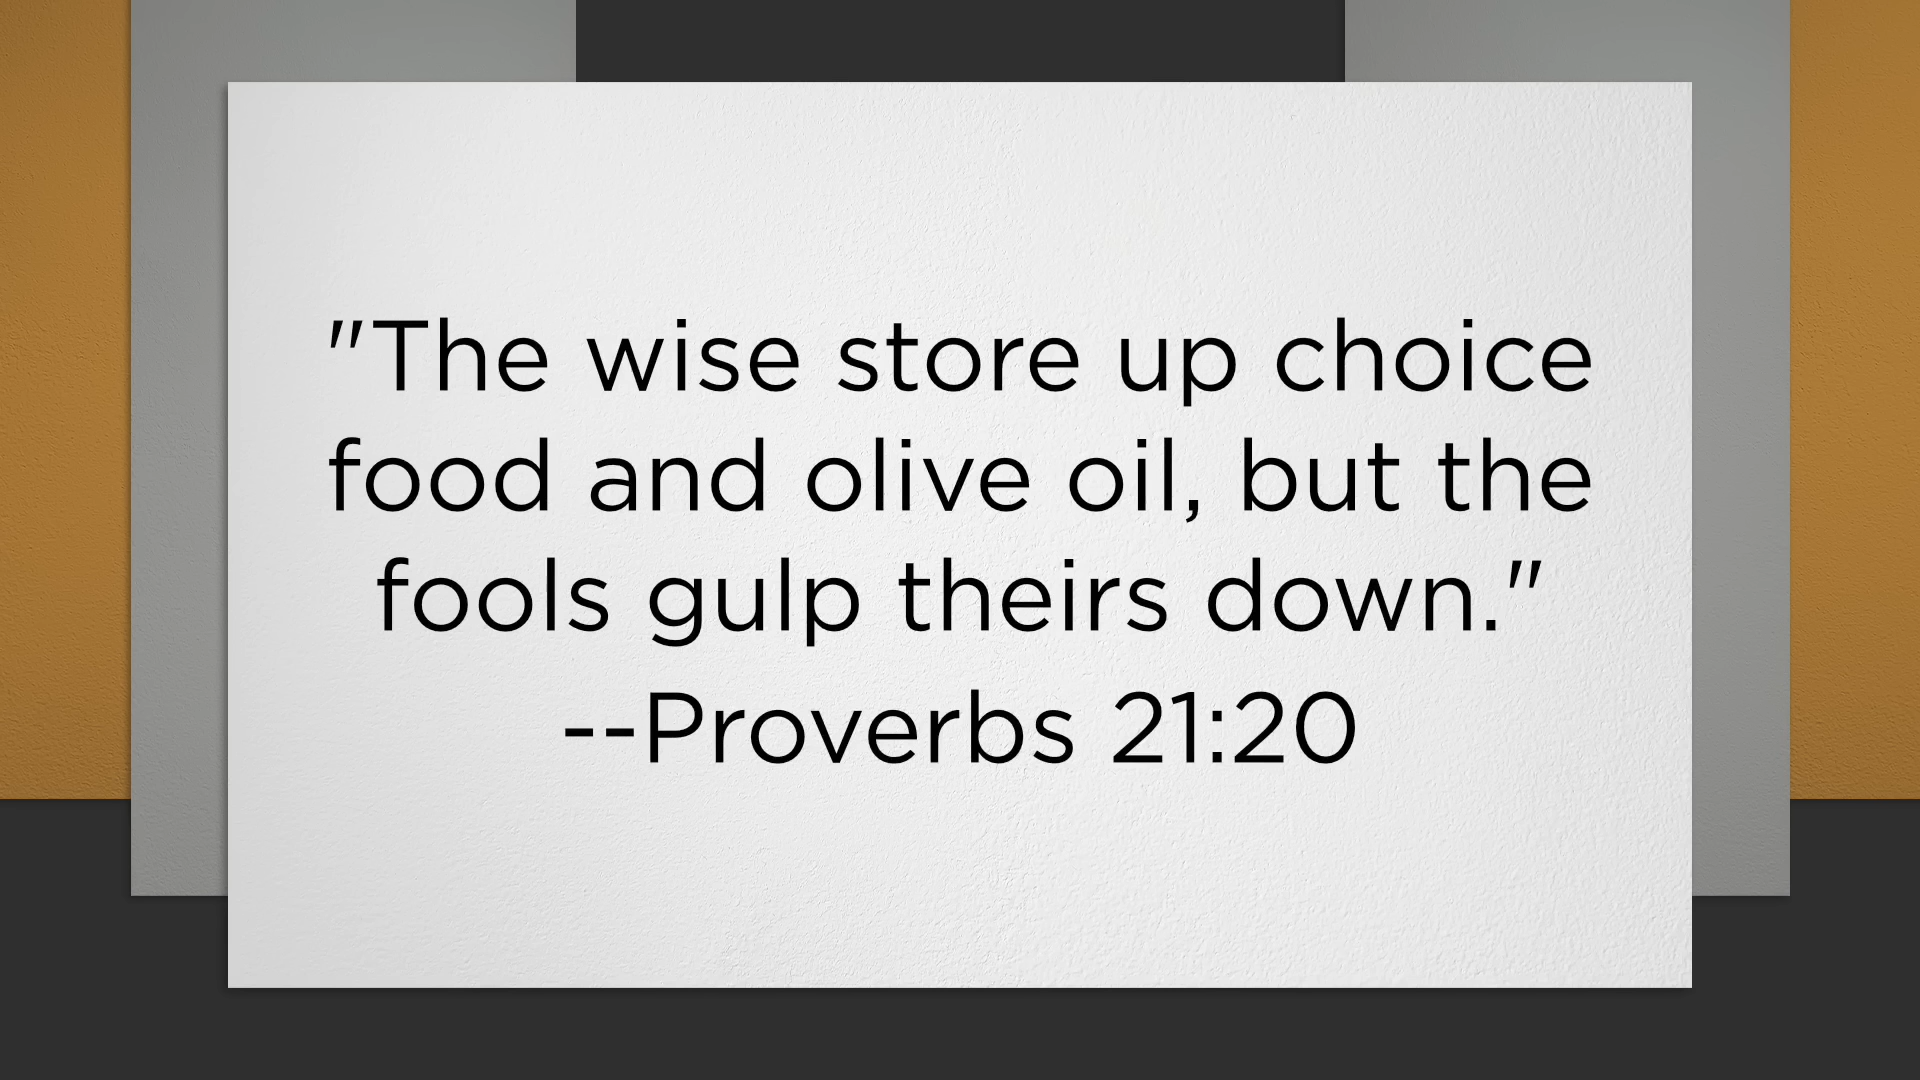 "The wise store up choice
food and olive oil, but the
fools gulp theirs down."
--Proverbs 21:20